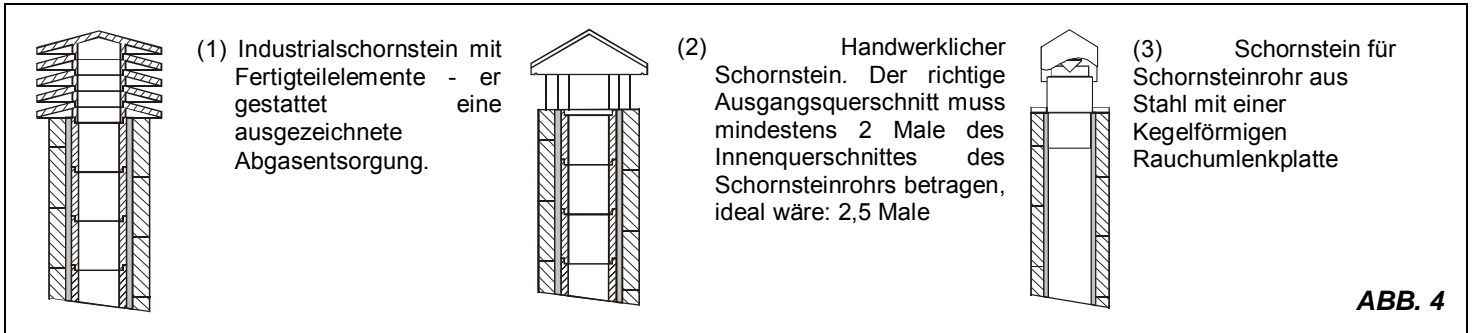 (1) Industrialschornstein mit
Fertigteilelemente - er
gestattet eine
ausgezeichnete
Abgasentsorgung.
(2) Handwerklicher
Schornstein. Der richtige
Ausgangsquerschnitt muss
mindestens 2 Male des
Innenquerschnittes des
Schornsteinrohrs betragen,
ideal wäre: 2,5 Male
(3) Schornstein für
Schornsteinrohr aus
Stahl mit einer
Kegelförmigen
Rauchumlenkplatte
ABB. 4